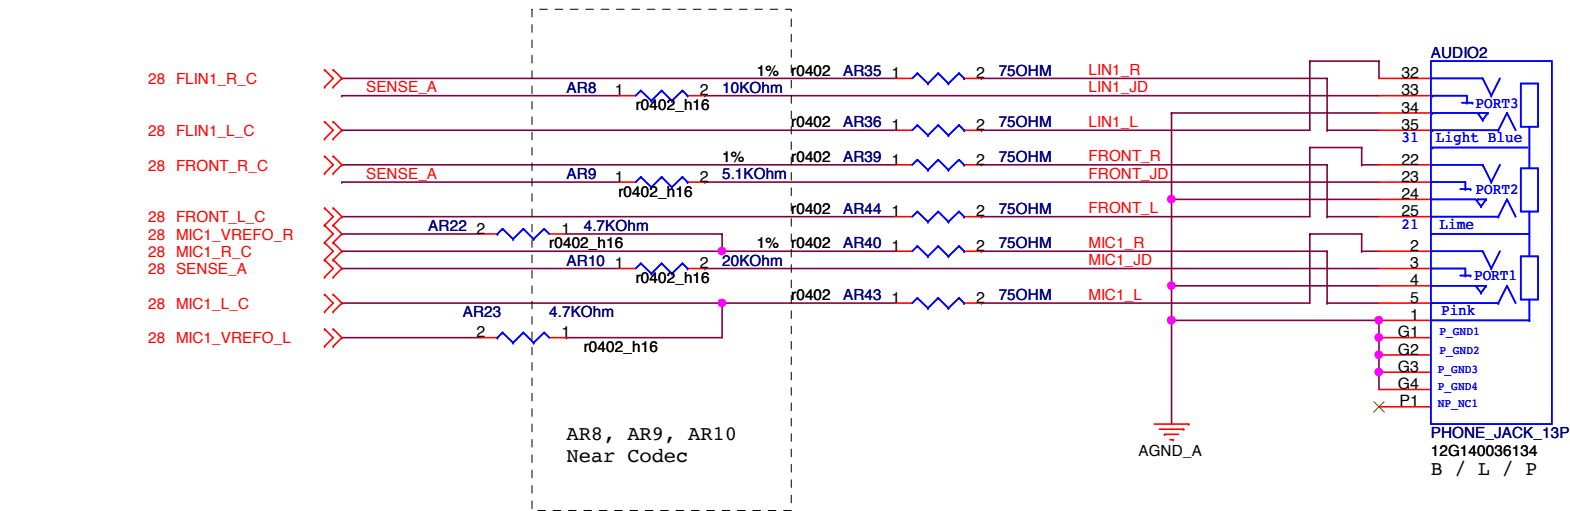 AUDIO2
28 FLIN1_R_C 1% r0402 AR35 1 2 75OHM LIN1_R 32
SENSE_A AR8 1 2 10KOhm LIN1_JD 33
r0402_h16 34 PORT3
28 FLIN1_L_C r0402 AR36 1 2 75OHM LIN1_L 35
31 Light Blue
28 FRONT_R_C 1% r0402 AR39 1 2 75OHM FRONT_R 22
SENSE_A AR9 1 2 5.1KOhm FRONT_JD 23
r0402_h16 24 PORT2
28 FRONT_L_C r0402 AR44 1 2 75OHM FRONT_L 25
21 Lime
28 MIC1_VREFO_R AR22 2 1 4.7KOhm
r0402_h16
28 MIC1_R_C 1% r0402 AR40 1 2 75OHM MIC1_R 2
28 SENSE_A AR10 1 2 20KOhm MIC1_JD 3
r0402_h16 4 PORT1
28 MIC1_L_C r0402 AR43 1 2 75OHM MIC1_L 5
AR23 4.7KOhm 1 Pink
28 MIC1_VREFO_L 2 1 G1 P_GND1
r0402_h16 G2 P_GND2
G3 P_GND3
G4 P_GND4
P1 NP_NC1
AR8, AR9, AR10
Near Codec
AGND_A
PHONE_JACK_13P
12G140036134
B / L / P